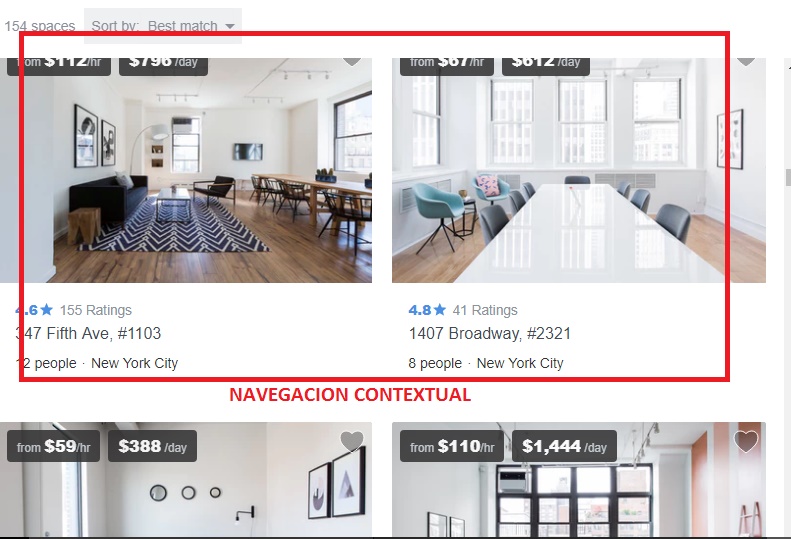 154 spaces Sort by: Best match
from $112/hr $796 /day from $67/hr $612 /day
4.6 155 Ratings 4.8 41 Ratings
347 Fifth Ave, #1103 1407 Broadway, #2321
12 people · New York City 8 people · New York City
NAVEGACION CONTEXTUAL
from $59/hr $388 /day from $110/hr $1,444 /day